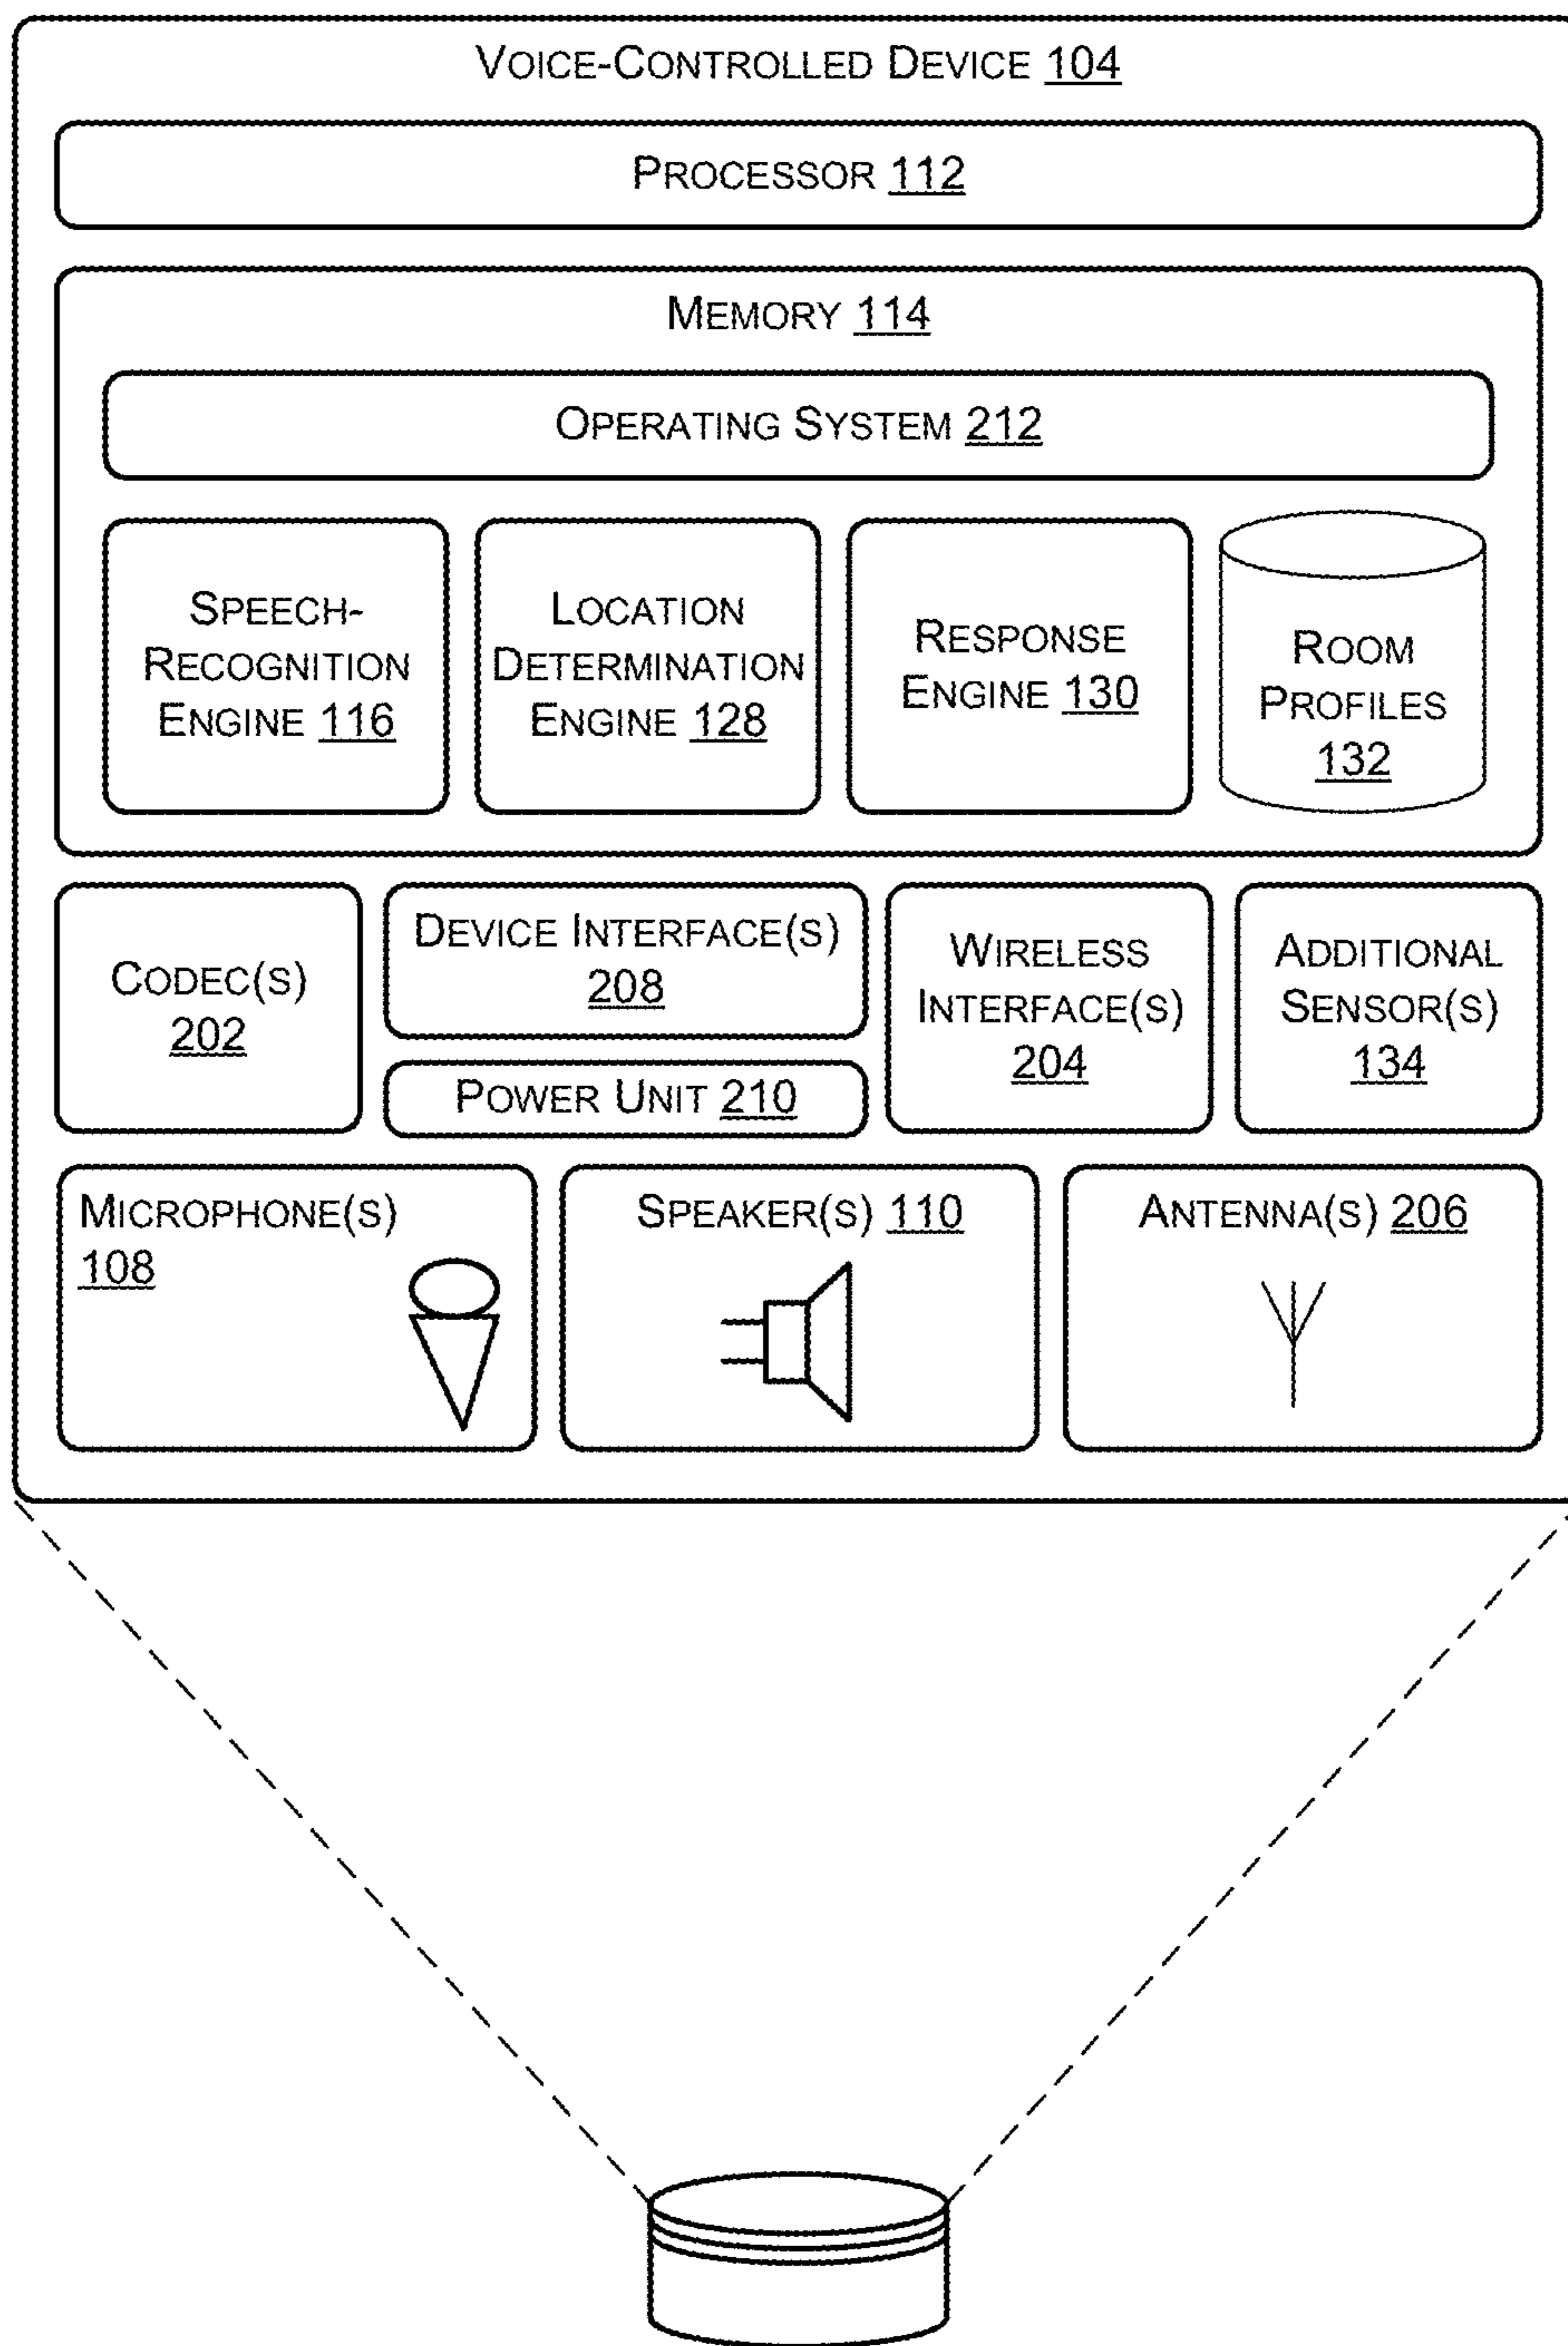 VOICE-CONTROLLED DEVICE 104
PROCESSOR 112
MEMORY 114
OPERATING SYSTEM 212
SPEECH-
RECOGNITION
ENGINE 116
LOCATION
DETERMINATION
ENGINE 128
RESPONSE
ENGINE 130
ROOM
PROFILES
132
CODEC(S)
202
DEVICE INTERFACE(S)
208
POWER UNIT 210
WIRELESS
INTERFACE(S)
204
ADDITIONAL
SENSOR(S)
134
MICROPHONE(S)
108
SPEAKER(S) 110
ANTENNA(S) 206